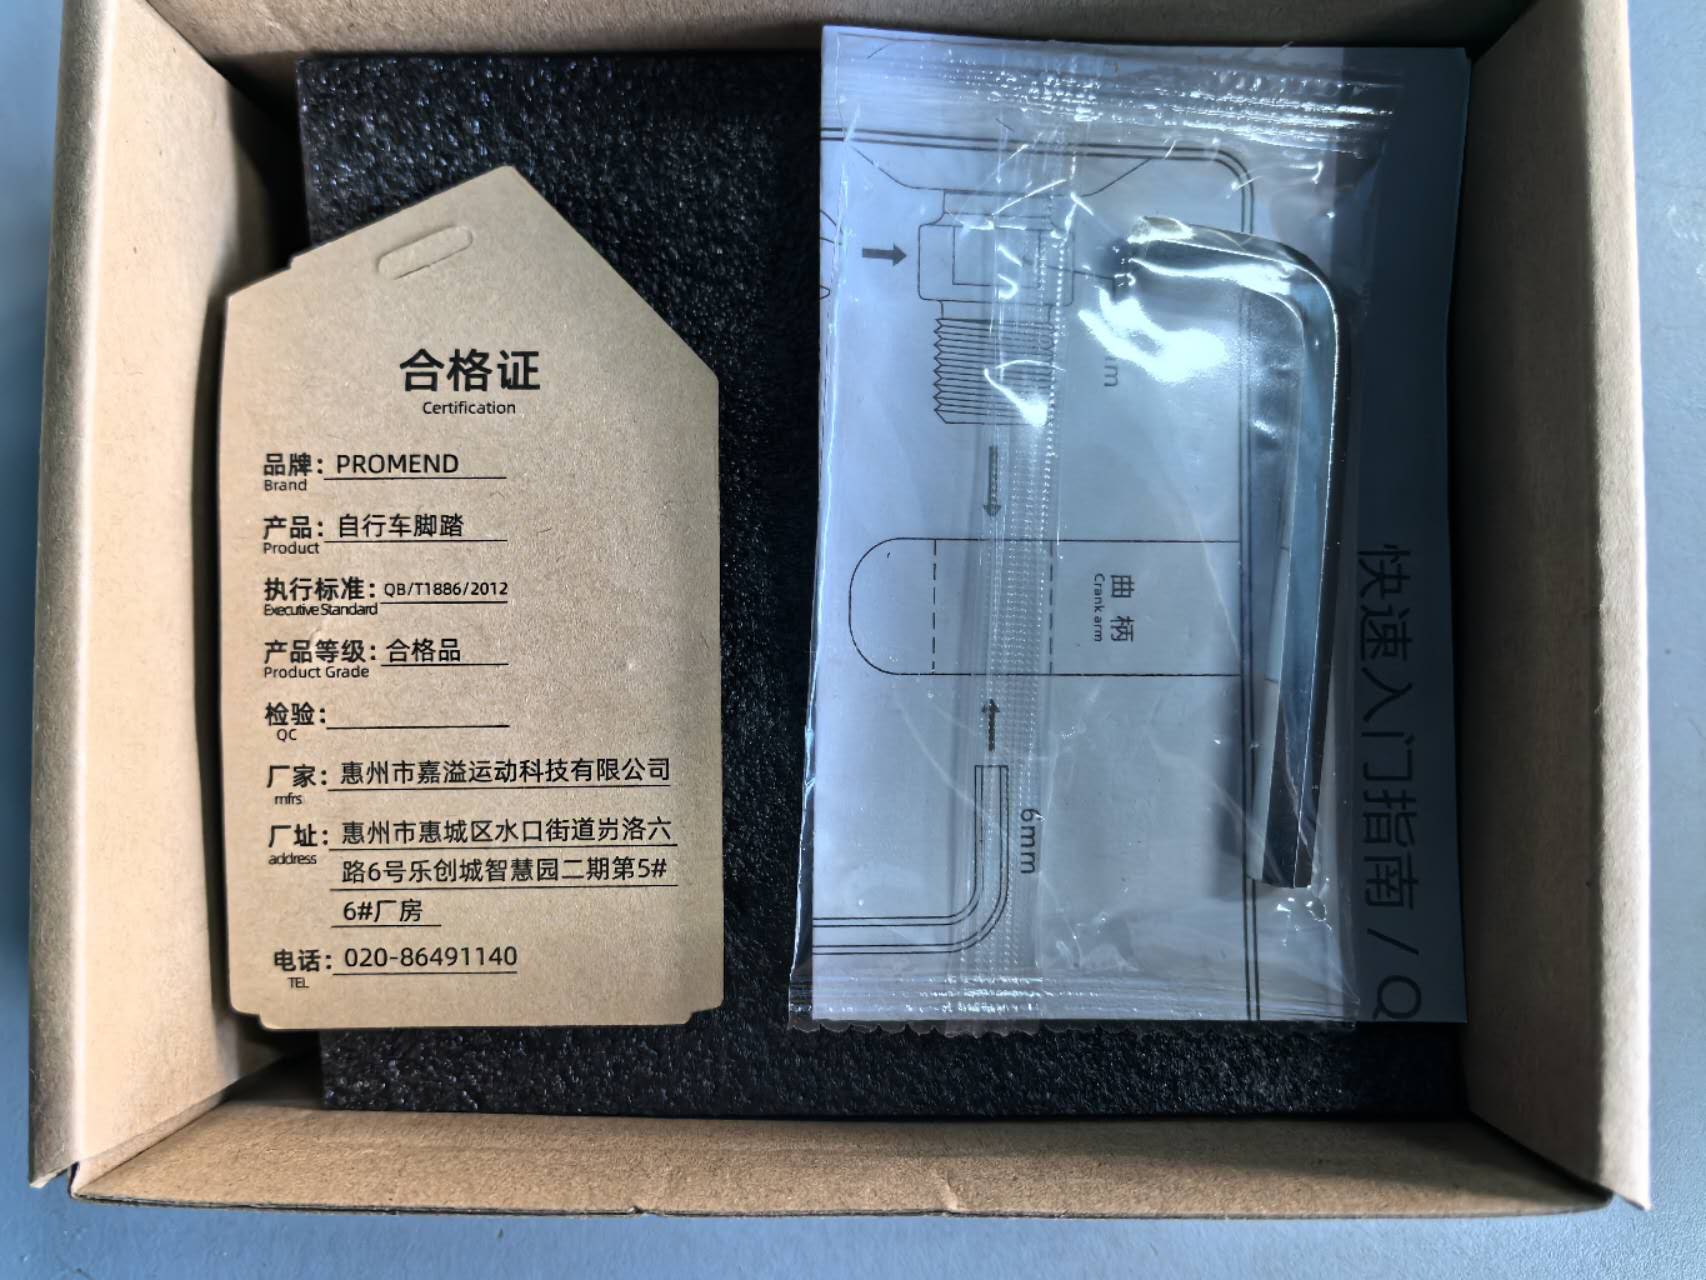 合格证
Certification
品牌： PROMEND
Brand
产品： 自行车脚踏
Product
执行标准： QB/T1886/2012
Executive Standard
产品等级： 合格品
Product Grade
检验：
QC
厂家： 惠州市嘉溢运动科技有限公司
mfrs
厂址： 惠州市惠城区水口街道岃洛六
address
路6号乐创城智慧园二期第5#
6#厂房
电话： 020-86491140
TEL
曲柄
Crank arm
6mm
快速入门指南 / Q